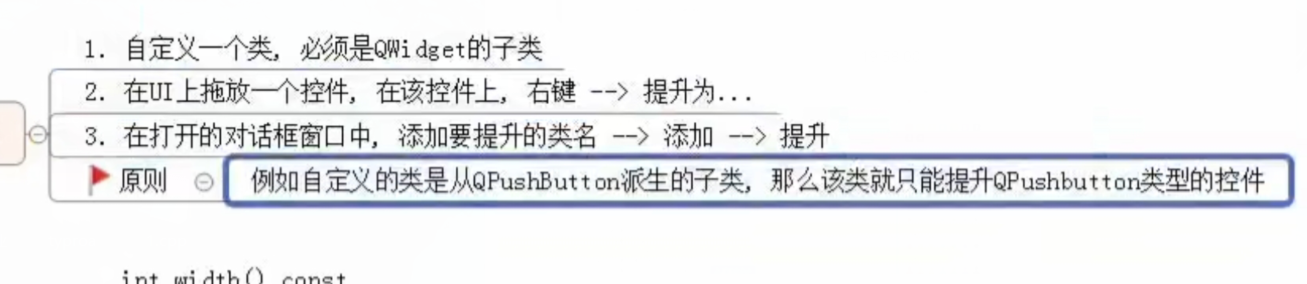 1. 自定义一个类, 必须是QWidget的子类
2. 在UI上拖放一个控件, 在该控件上, 右键 --> 提升为...
3. 在打开的对话框窗口中, 添加要提升的类名 --> 添加 --> 提升
原则 例如自定义的类是从QPushButton派生的子类, 那么该类就只能提升QPushbutton类型的控件
int width() const